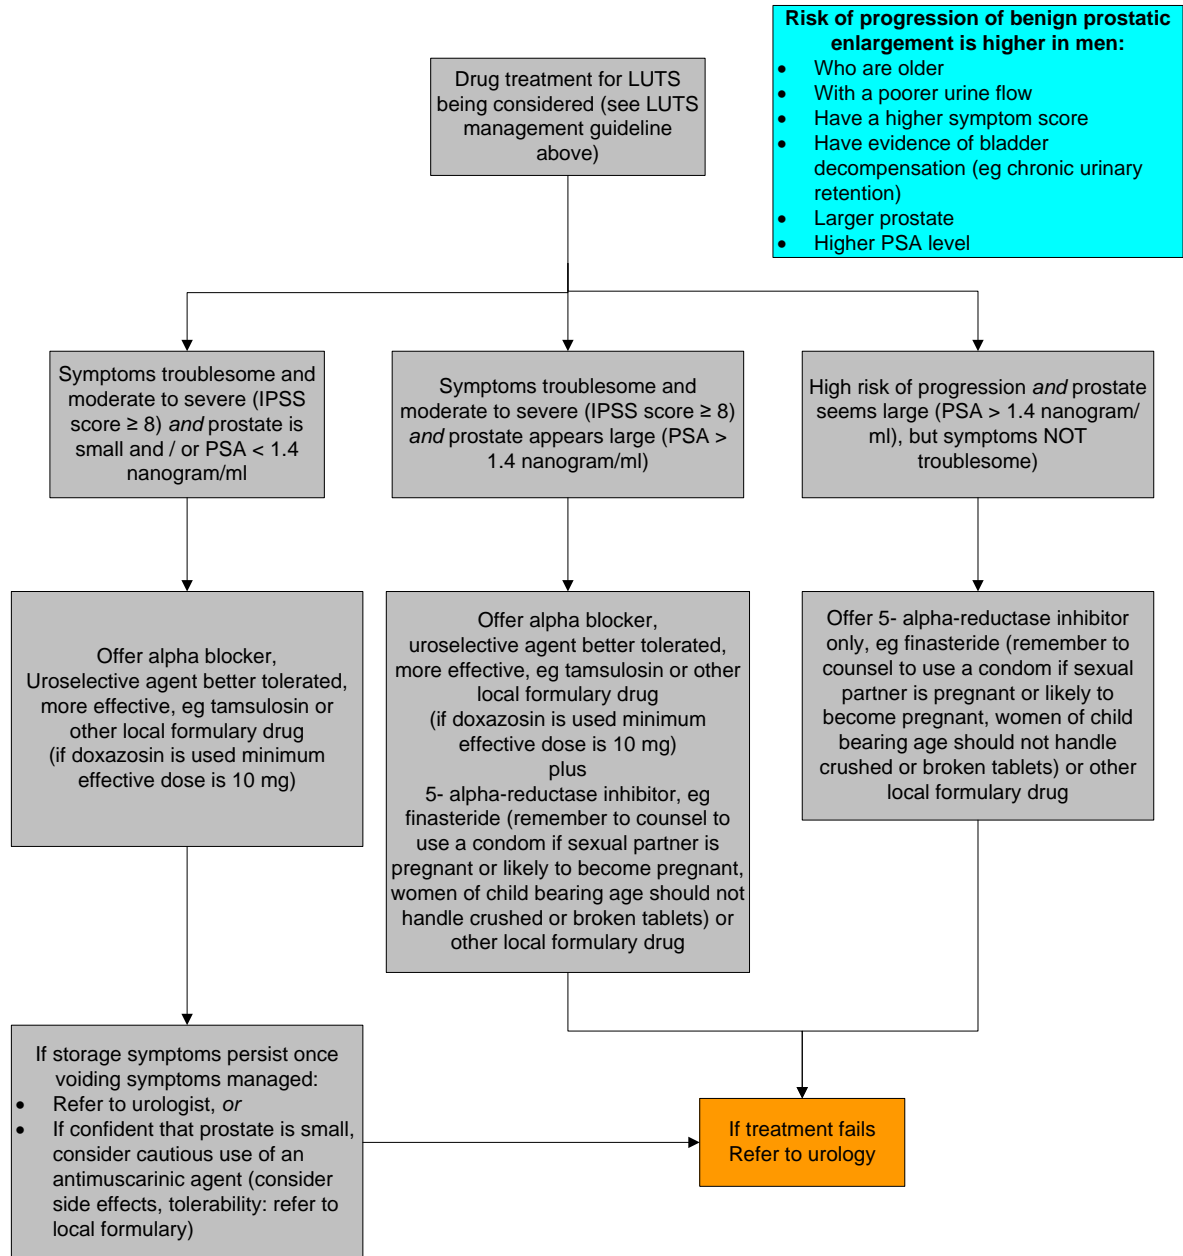 Risk of progression of benign prostatic
enlargement is higher in men:
• Who are older
• With a poorer urine flow
• Have a higher symptom score
• Have evidence of bladder
decompensation (eg chronic urinary
retention)
• Larger prostate
• Higher PSA level
Drug treatment for LUTS
being considered (see LUTS
management guideline
above)
Symptoms troublesome and
moderate to severe (IPSS
score ≥ 8) and prostate is
small and / or PSA < 1.4
nanogram/ml
Symptoms troublesome and
moderate to severe (IPSS score ≥ 8)
and prostate appears large (PSA >
1.4 nanogram/ml)
High risk of progression and prostate
seems large (PSA > 1.4 nanogram/
ml), but symptoms NOT
troublesome)
Offer alpha blocker,
Uroselective agent better tolerated,
more effective, eg tamsulosin or
other local formulary drug
(if doxazosin is used minimum
effective dose is 10 mg)
Offer alpha blocker,
uroselective agent better tolerated,
more effective, eg tamsulosin or other
local formulary drug
(if doxazosin is used minimum
effective dose is 10 mg)
plus
5- alpha-reductase inhibitor, eg
finasteride (remember to counsel to
use a condom if sexual partner is
pregnant or likely to become pregnant,
women of child bearing age should not
handle crushed or broken tablets) or
other local formulary drug
Offer 5- alpha-reductase inhibitor
only, eg finasteride (remember to
counsel to use a condom if sexual
partner is pregnant or likely to
become pregnant, women of child
bearing age should not handle
crushed or broken tablets) or other
local formulary drug
If storage symptoms persist once
voiding symptoms managed:
• Refer to urologist, or
• If confident that prostate is small,
consider cautious use of an
antimuscarinic agent (consider
side effects, tolerability: refer to
local formulary)
If treatment fails
Refer to urology